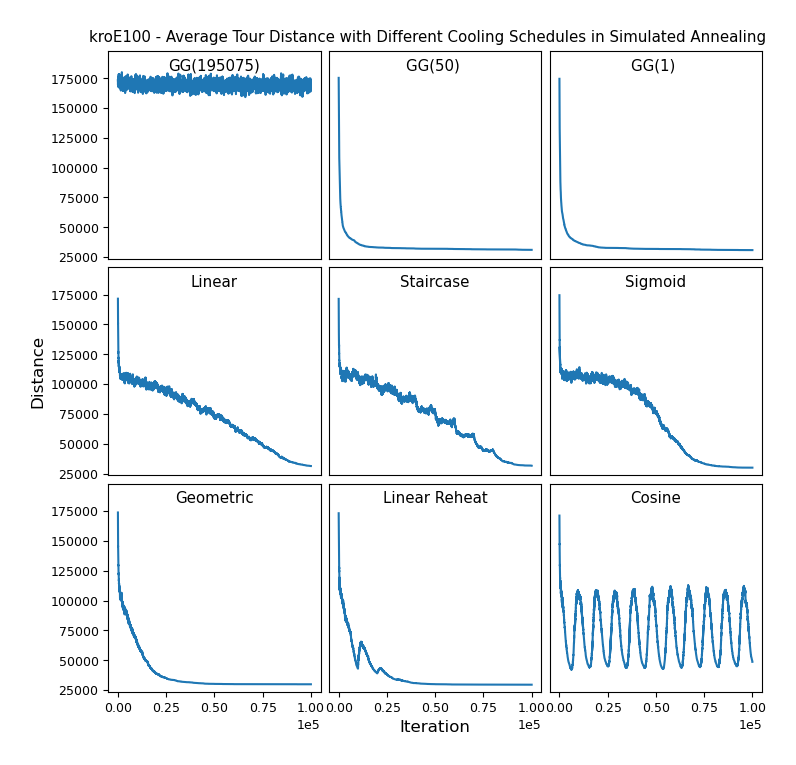 kroE100 - Average Tour Distance with Different Cooling Schedules in Simulated Annealing
GG(195075) GG(50) GG(1)
175000
150000
125000
100000
75000
50000
25000
Linear Staircase Sigmoid
175000
150000
125000
100000
75000
50000
25000
Distance
Geometric Linear Reheat Cosine
175000
150000
125000
100000
75000
50000
25000
0.00 0.25 0.50 0.75 1.00 0.00 0.25 0.50 0.75 1.00 0.00 0.25 0.50 0.75 1.00
1e5 1e5 1e5
Iteration